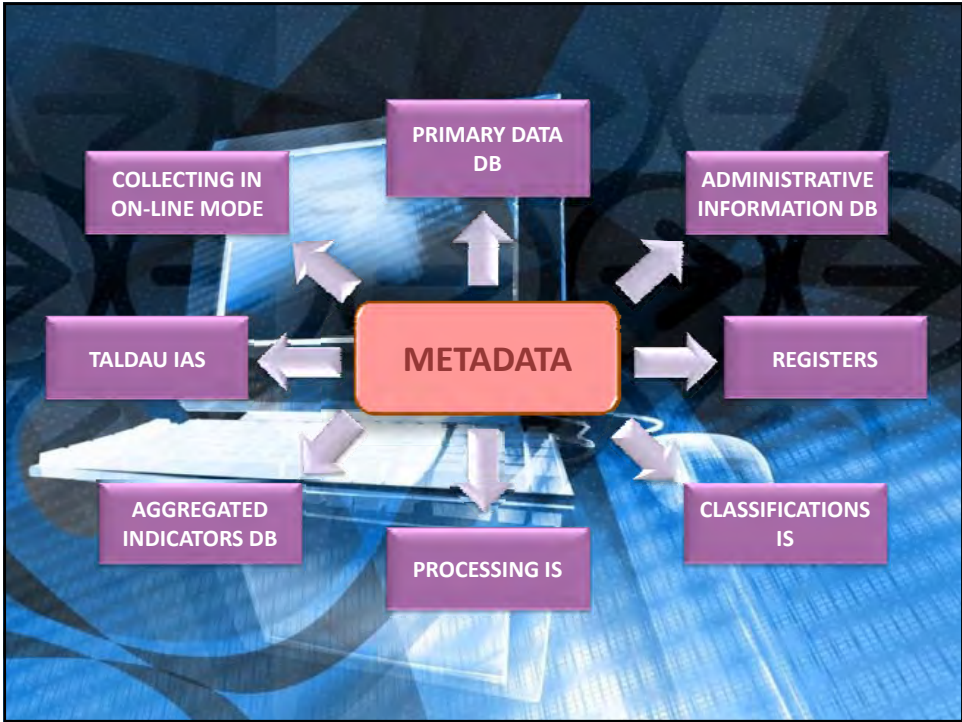 PRIMARY DATA
DB
COLLECTING IN
ON-LINE MODE
ADMINISTRATIVE
INFORMATION DB
TALDAU IAS
METADATA
REGISTERS
AGGREGATED
INDICATORS DB
PROCESSING IS
CLASSIFICATIONS
IS